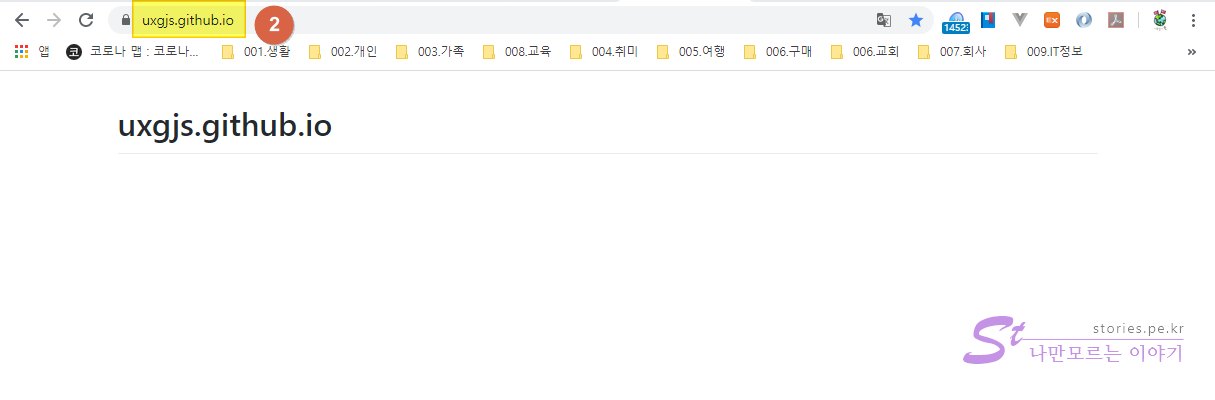 uxgjs.github.io
2
1452
앱
코로나 맵 : 코로나...
001.생활
002.개인
003.가족
008.교육
004.취미
005.여행
006.구매
006.교회
007.회사
009.IT정보
»
uxgjs.github.io
St
stories.pe.kr
나만모르는 이야기